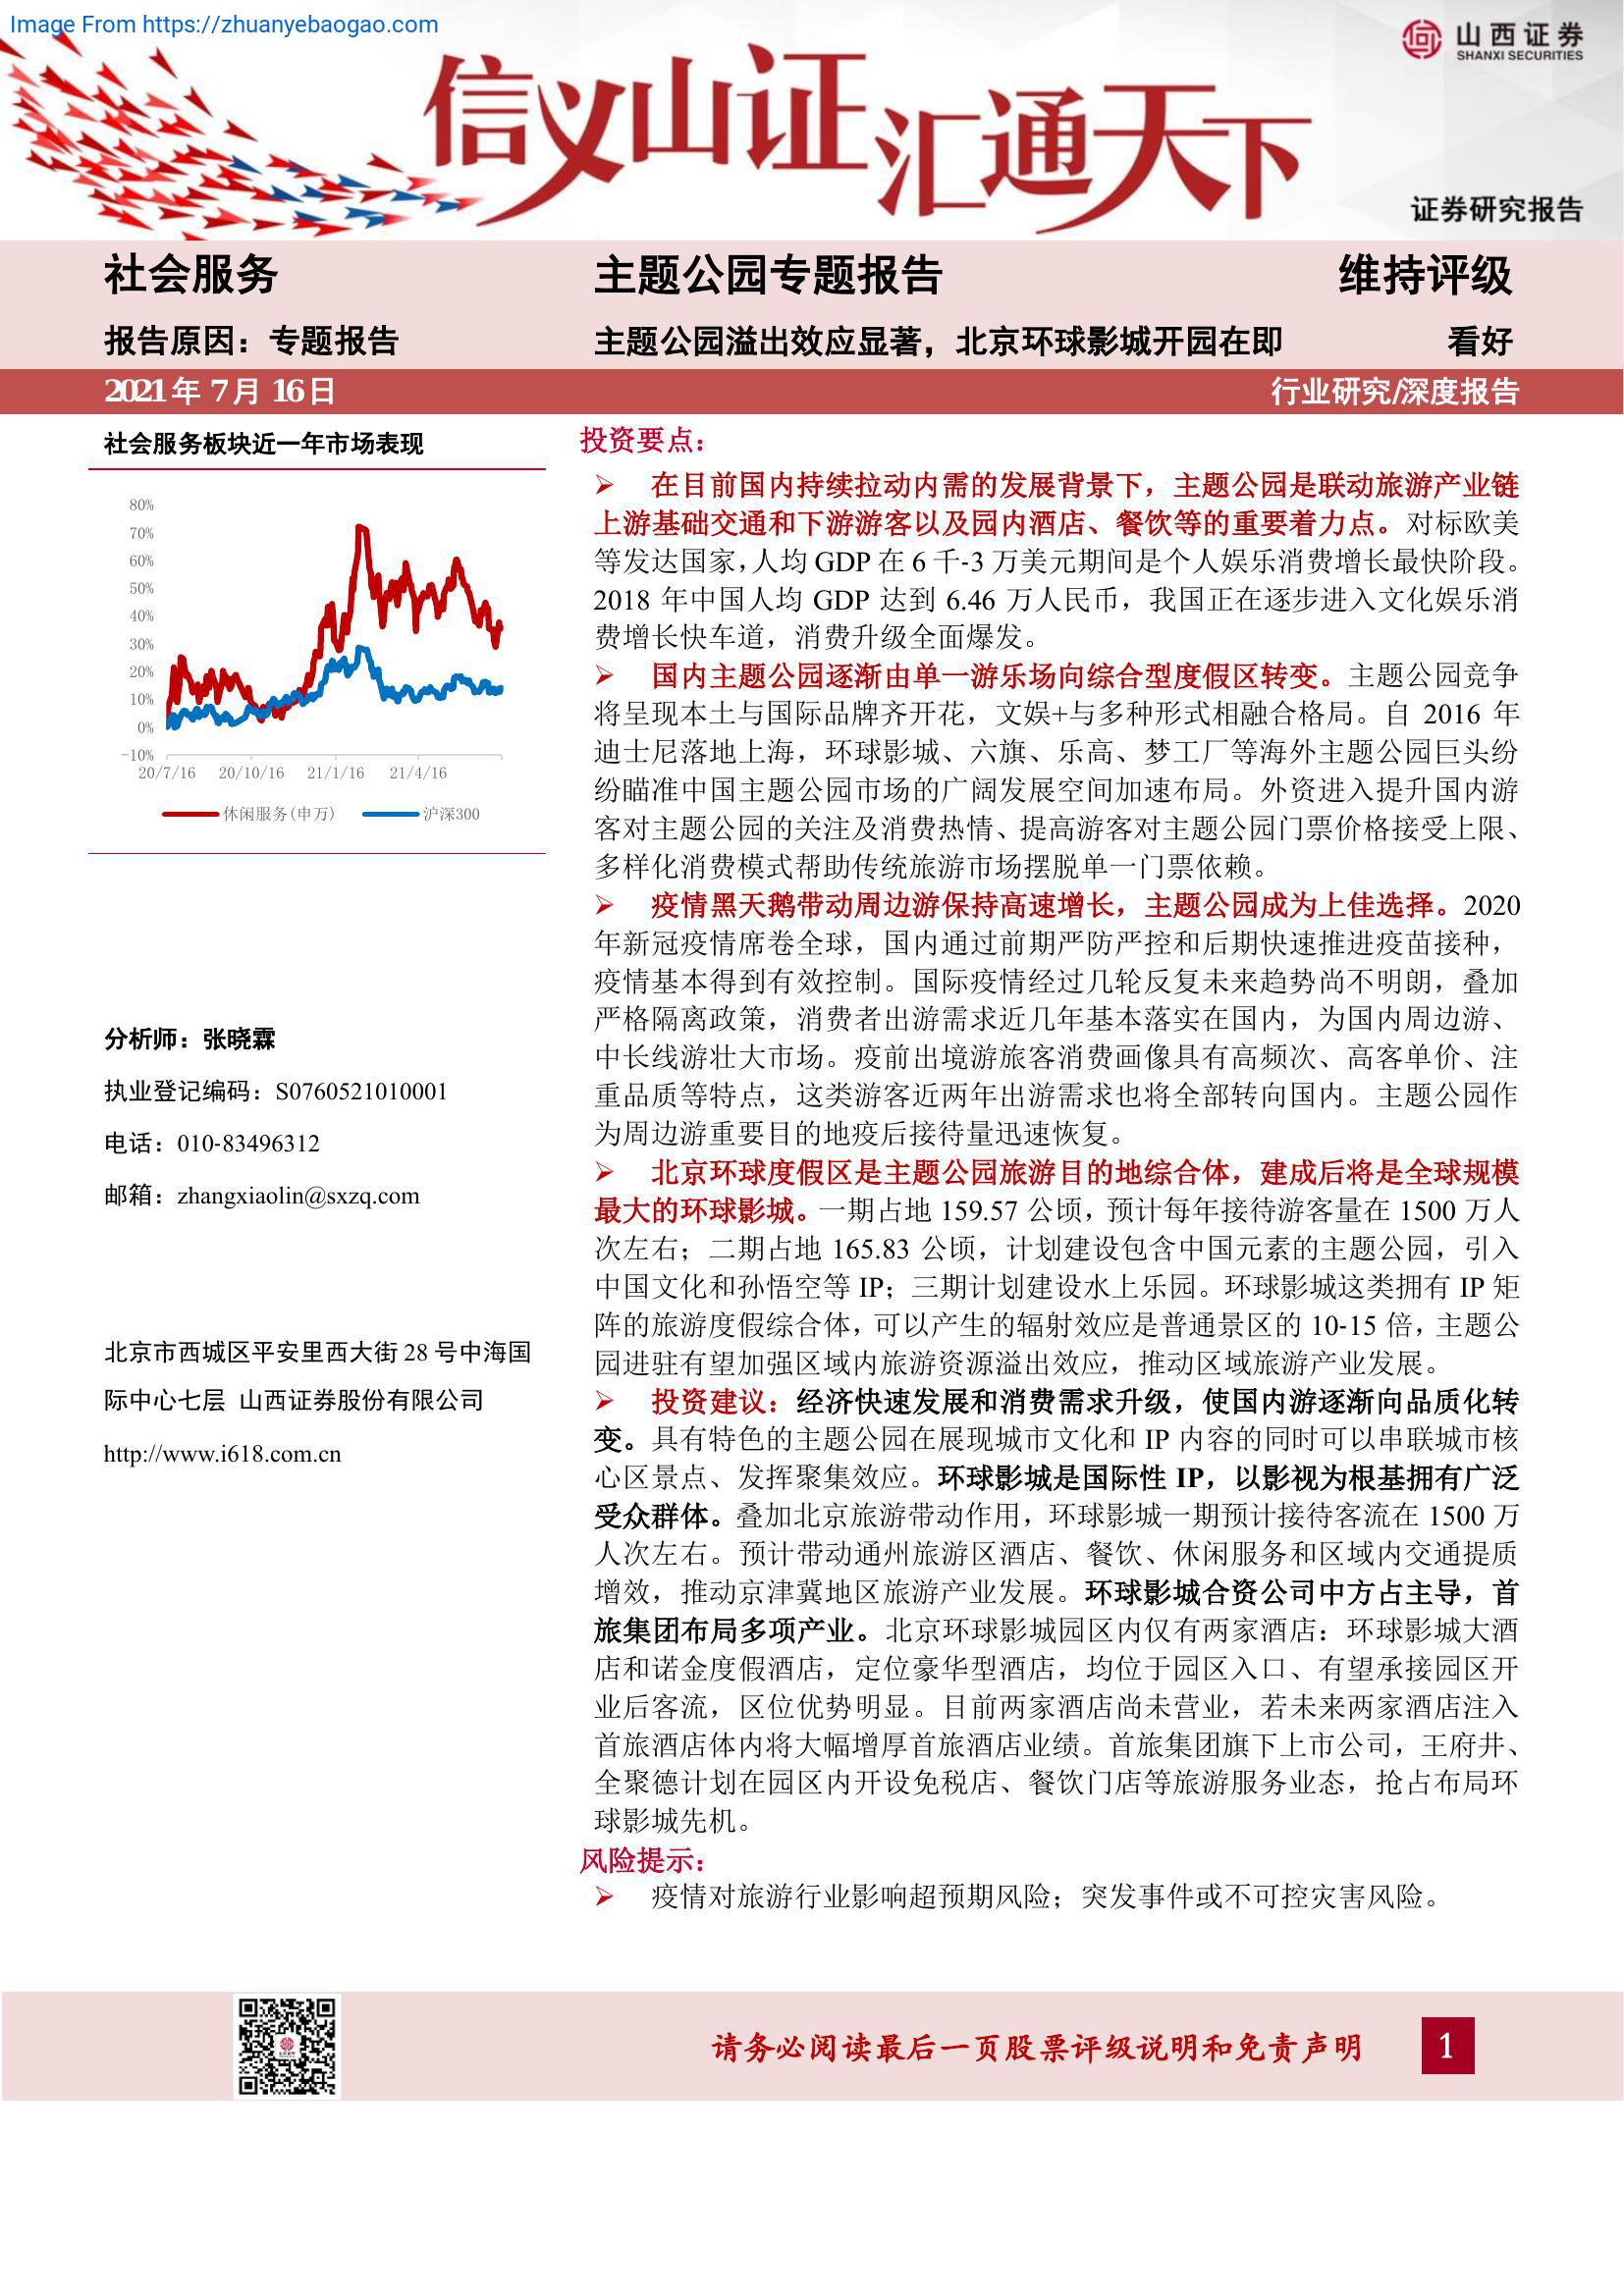 Image From https://zhuanyebaogao.com
山西证券
SHANXI SECURITIES
信义山证汇通天下
证券研究报告
社会服务
主题公园专题报告
维持评级
报告原因：专题报告
主题公园溢出效应显著，北京环球影城开园在即
看好
2021 年 7 月 16 日
行业研究/深度报告
社会服务板块近一年市场表现
80%
70%
60%
50%
40%
30%
20%
10%
0%
-10%
20/7/16 20/10/16 21/1/16 21/4/16
休闲服务(申万) 沪深300
分析师：张晓霖
执业登记编码：S0760521010001
电话：010-83496312
邮箱：zhangxiaolin@sxzq.com
北京市西城区平安里西大街 28 号中海国
际中心七层 山西证券股份有限公司
http://www.i618.com.cn
投资要点：
➢ 在目前国内持续拉动内需的发展背景下，主题公园是联动旅游产业链
上游基础交通和下游游客以及园内酒店、餐饮等的重要着力点。对标欧美
等发达国家，人均 GDP 在 6 千-3 万美元期间是个人娱乐消费增长最快阶段。
2018 年中国人均 GDP 达到 6.46 万人民币，我国正在逐步进入文化娱乐消
费增长快车道，消费升级全面爆发。
➢ 国内主题公园逐渐由单一游乐场向综合型度假区转变。主题公园竞争
将呈现本土与国际品牌齐开花，文娱+与多种形式相融合格局。自 2016 年
迪士尼落地上海，环球影城、六旗、乐高、梦工厂等海外主题公园巨头纷
纷瞄准中国主题公园市场的广阔发展空间加速布局。外资进入提升国内游
客对主题公园的关注及消费热情、提高游客对主题公园门票价格接受上限、
多样化消费模式帮助传统旅游市场摆脱单一门票依赖。
➢ 疫情黑天鹅带动周边游保持高速增长，主题公园成为上佳选择。2020
年新冠疫情席卷全球，国内通过前期严防严控和后期快速推进疫苗接种，
疫情基本得到有效控制。国际疫情经过几轮反复未来趋势尚不明朗，叠加
严格隔离政策，消费者出游需求近几年基本落实在国内，为国内周边游、
中长线游壮大市场。疫前出境游旅客消费画像具有高频次、高客单价、注
重品质等特点，这类游客近两年出游需求也将全部转向国内。主题公园作
为周边游重要目的地疫后接待量迅速恢复。
➢ 北京环球度假区是主题公园旅游目的地综合体，建成后将是全球规模
最大的环球影城。一期占地 159.57 公顷，预计每年接待游客量在 1500 万人
次左右；二期占地 165.83 公顷，计划建设包含中国元素的主题公园，引入
中国文化和孙悟空等 IP；三期计划建设水上乐园。环球影城这类拥有 IP 矩
阵的旅游度假综合体，可以产生的辐射效应是普通景区的 10-15 倍，主题公
园进驻有望加强区域内旅游资源溢出效应，推动区域旅游产业发展。
➢ 投资建议：经济快速发展和消费需求升级，使国内游逐渐向品质化转
变。具有特色的主题公园在展现城市文化和 IP 内容的同时可以串联城市核
心区景点、发挥聚集效应。环球影城是国际性 IP，以影视为根基拥有广泛
受众群体。叠加北京旅游带动作用，环球影城一期预计接待客流在 1500 万
人次左右。预计带动通州旅游区酒店、餐饮、休闲服务和区域内交通提质
增效，推动京津冀地区旅游产业发展。环球影城合资公司中方占主导，首
旅集团布局多项产业。北京环球影城园区内仅有两家酒店：环球影城大酒
店和诺金度假酒店，定位豪华型酒店，均位于园区入口、有望承接园区开
业后客流，区位优势明显。目前两家酒店尚未营业，若未来两家酒店注入
首旅酒店体内将大幅增厚首旅酒店业绩。首旅集团旗下上市公司，王府井、
全聚德计划在园区内开设免税店、餐饮门店等旅游服务业态，抢占布局环
球影城先机。
风险提示：
➢ 疫情对旅游行业影响超预期风险；突发事件或不可控灾害风险。
请务必阅读最后一页股票评级说明和免责声明
1